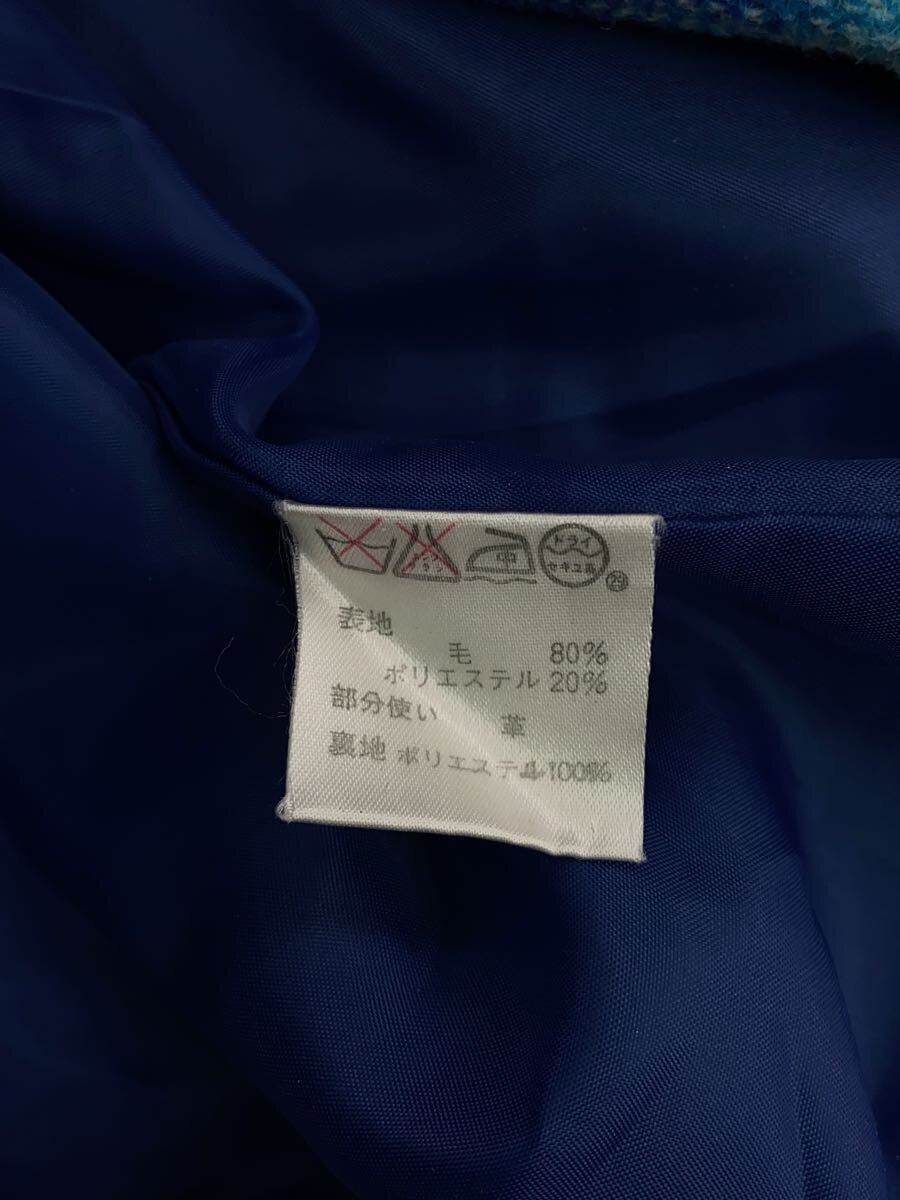 中 ドライ
セキユ系
表地
毛 80%
ポリエステル 20%
部分使い 革
裏地 ポリエステル100%